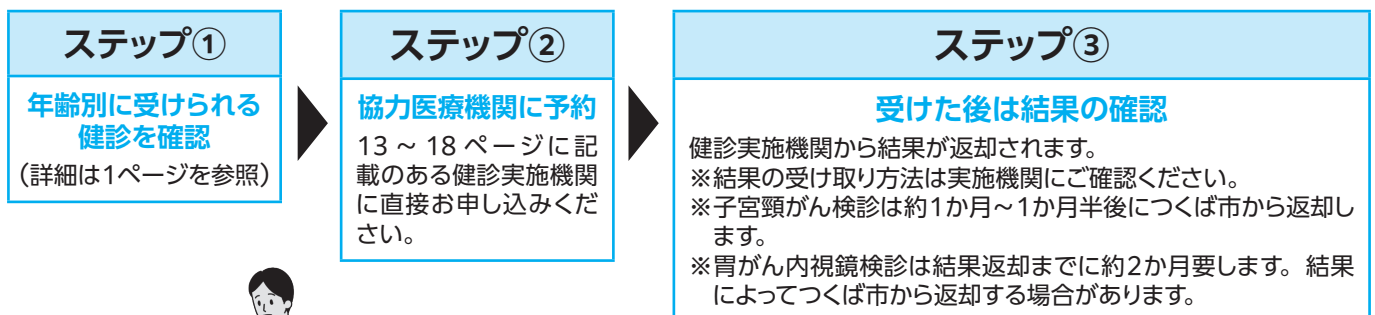 ステップ①
年齢別に受けられる
健診を確認
(詳細は1ページを参照)
ステップ②
協力医療機関に予約
13～18ページに記
載のある健診実施機関
に直接お申し込みくだ
さい。
ステップ③
受けた後は結果の確認
健診実施機関から結果が返却されます。
※結果の受け取り方法は実施機関にご確認ください。
※子宮頸がん検診は約1か月～1か月半後につくば市から返却し
ます。
※胃がん内視鏡検診は結果返却までに約2か月要します。結果
によってつくば市から返却する場合があります。